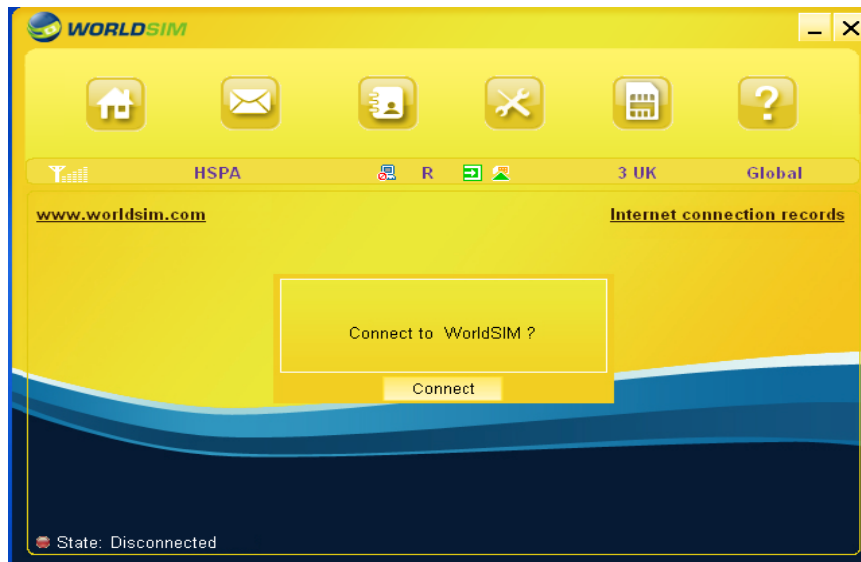 WORLDSIM
HSPA R 3 UK Global
www.worldsim.com Internet connection records
Connect to WorldSIM ?
Connect
State: Disconnected